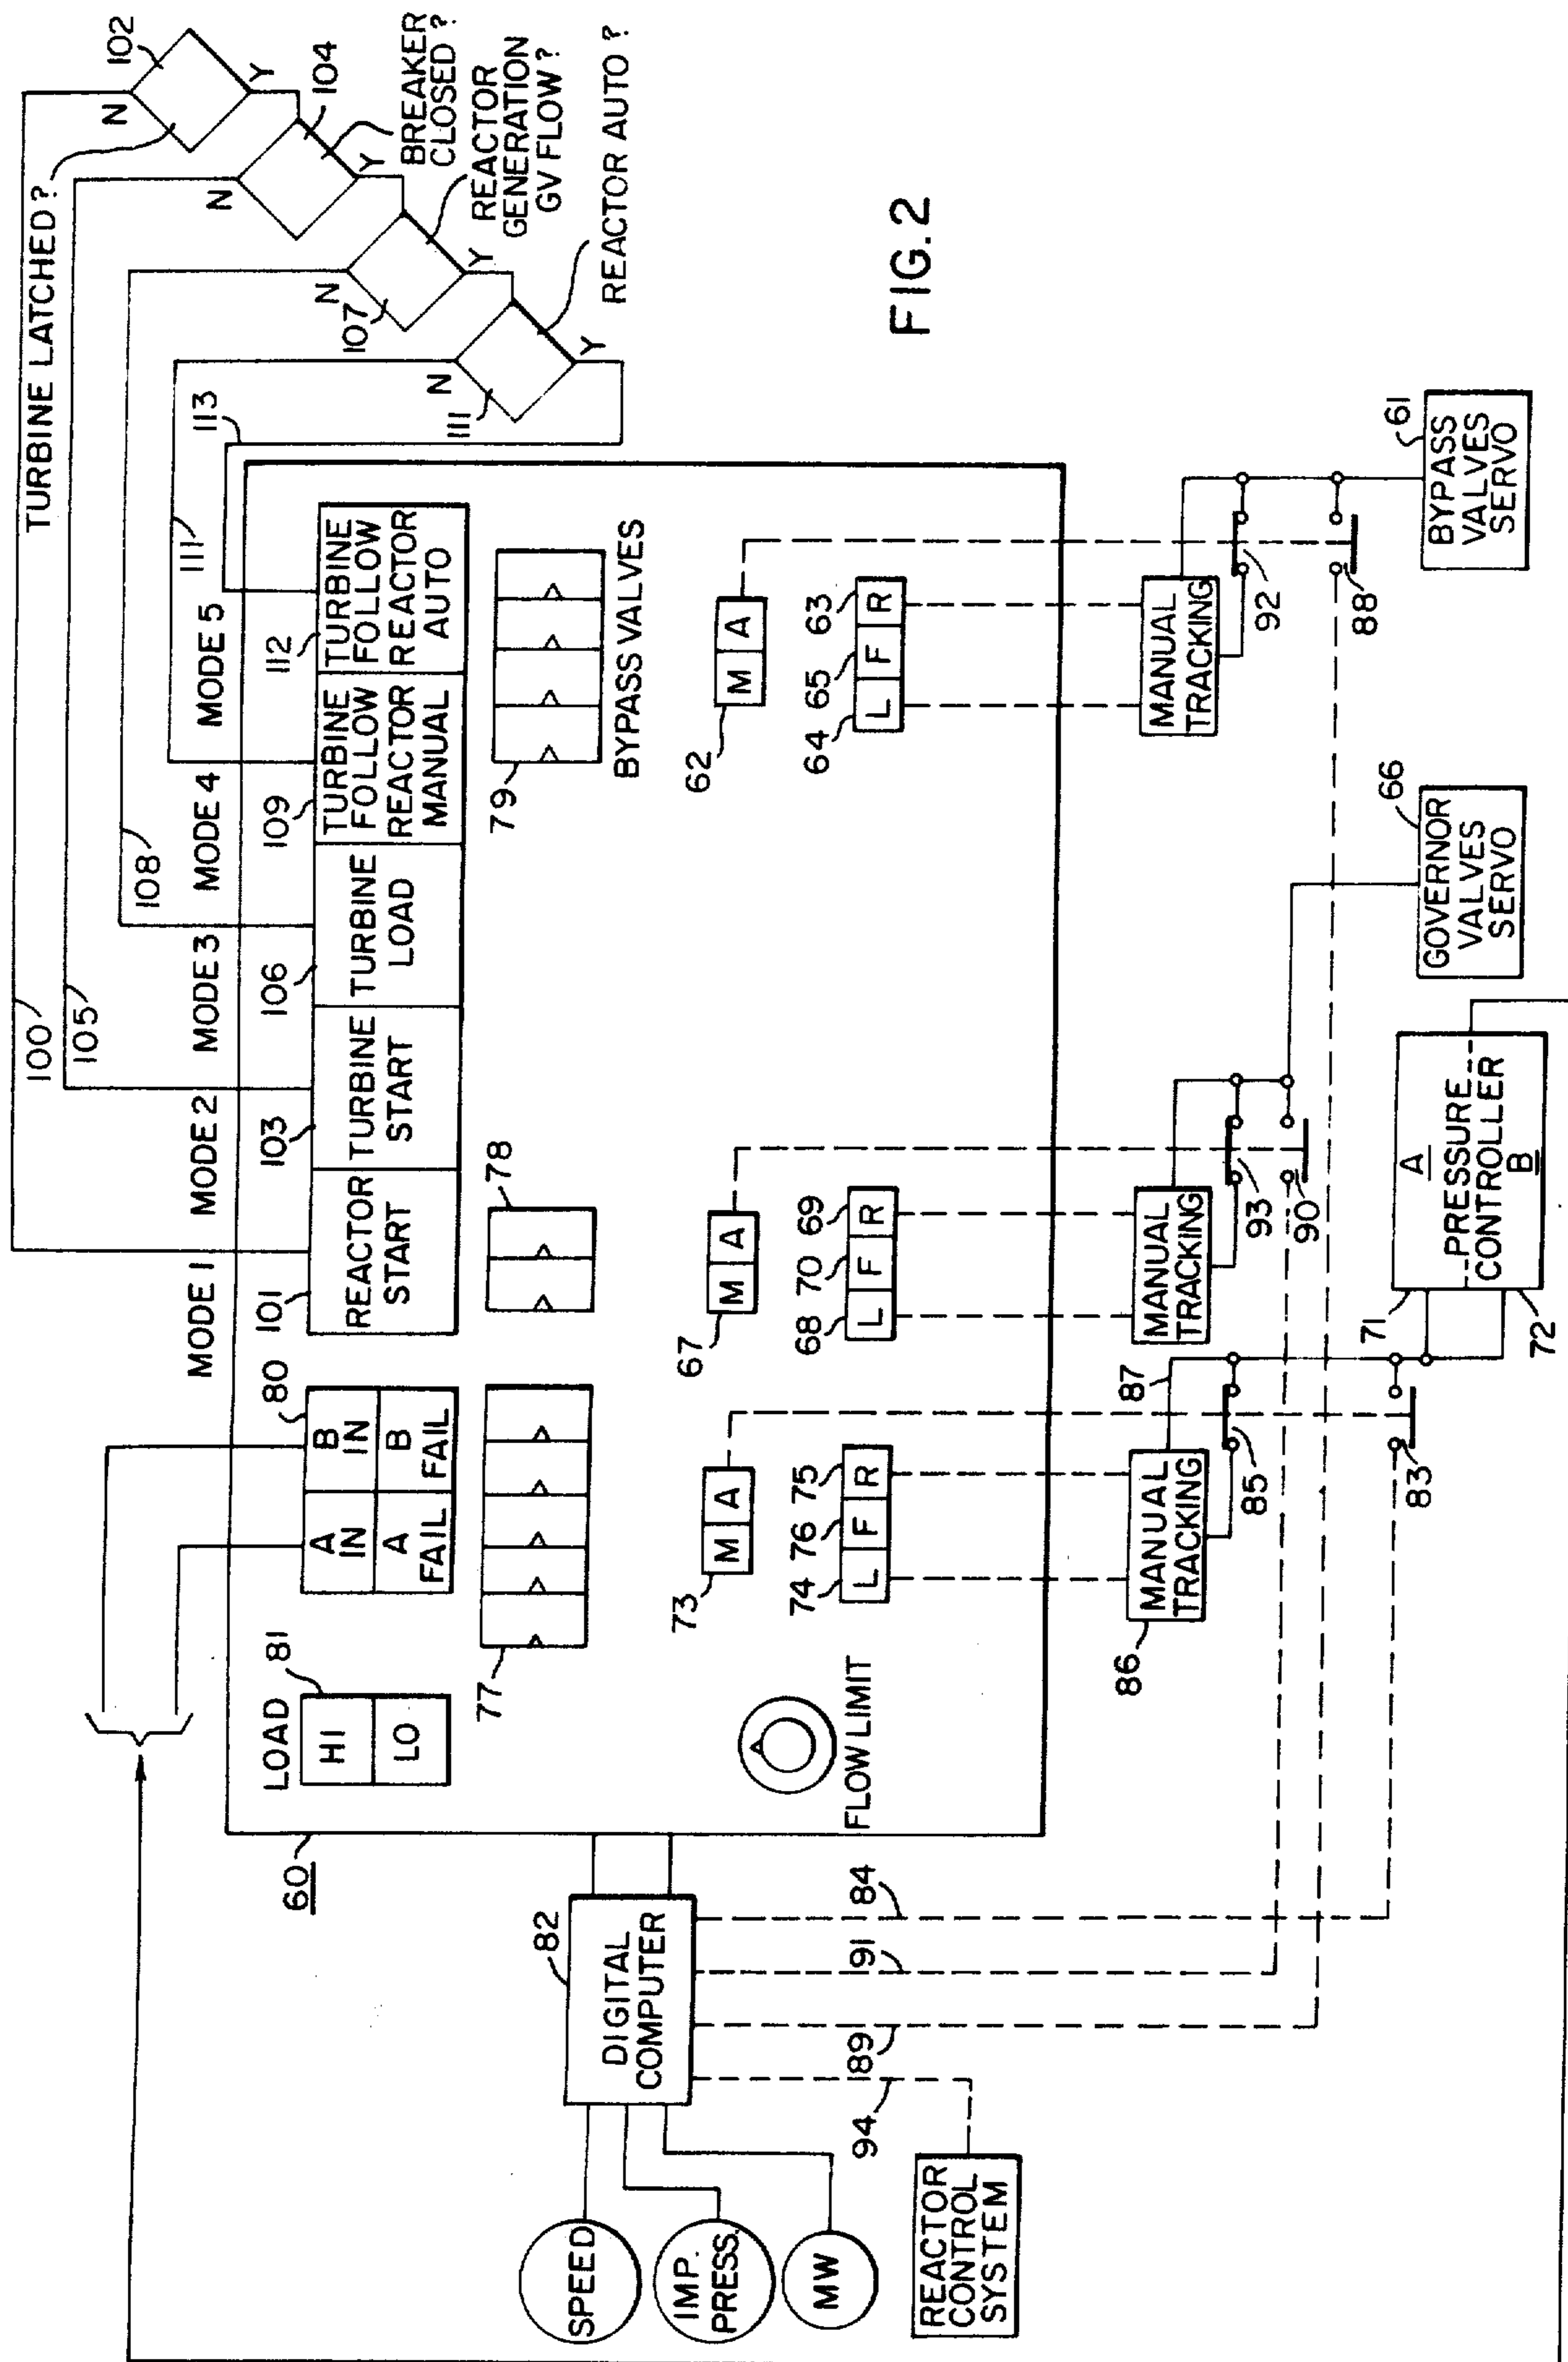 FIG.2
TURBINE LATCHED?
102
N
Y
104
N
Y
BREAKER
CLOSED?
107
N
Y
REACTOR
GENERATION
GV FLOW?
111
N
Y
REACTOR AUTO?
100
105
108
111
113
MODE 1
MODE 2
MODE 3
MODE 4
MODE 5
LOAD
81
HI
LO
80
A
IN
B
IN
A
FAIL
B
FAIL
101
REACTOR
START
103
TURBINE
START
106
TURBINE
LOAD
109
TURBINE
FOLLOW
REACTOR
MANUAL
112
TURBINE
FOLLOW
REACTOR
AUTO
77
78
79
BYPASS VALVES
60
FLOW LIMIT
73
M
A
74
76
75
L
F
R
67
M
A
68
70
69
L
F
R
62
M
A
64
65
63
L
F
R
82
DIGITAL
COMPUTER
SPEED
IMP.
PRESS.
MW
REACTOR
CONTROL
SYSTEM
94
189
91
84
86
MANUAL
TRACKING
87
85
83
MANUAL
TRACKING
93
90
MANUAL
TRACKING
92
88
71
72
A
PRESSURE
CONTROLLER
B
GOVERNOR
VALVES
SERVO
66
BYPASS
VALVES
SERVO
61